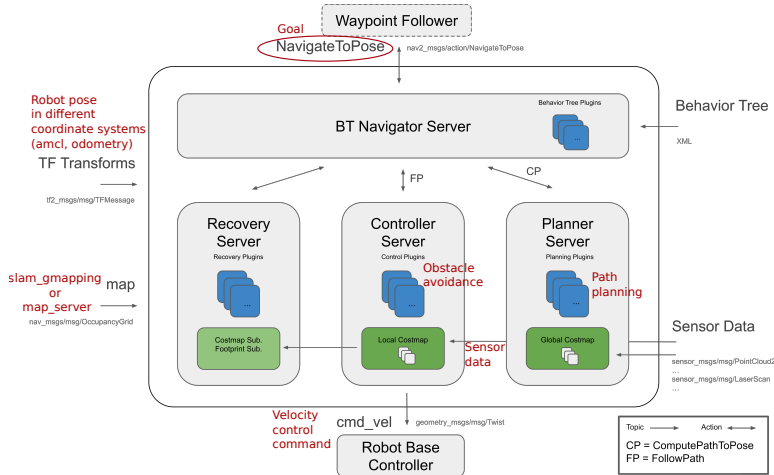 Waypoint Follower
Goal
NavigateToPose
nav2_msgs/action/NavigateToPose
Robot pose
in different
coordinate systems
(amcl, odometry)
TF Transforms
tf2_msgs/msg/TFMessage
Behavior Tree Plugins
...
BT Navigator Server
Behavior Tree
XML
FP
CP
Recovery
Server
Recovery Plugins
...
Costmap Sub.
Footprint Sub.
Controller
Server
Control Plugins
...
Obstacle
avoidance
Local Costmap
Planner
Server
Planning Plugins
...
Path
planning
Global Costmap
slam_gmapping
or
map_server
map
nav_msgs/msg/OccupancyGrid
Sensor
data
Sensor Data
sensor_msgs/msg/PointCloud2
...
sensor_msgs/msg/LaserScan
...
Velocity
control
command
cmd_vel
geometry_msgs/msg/Twist
Robot Base
Controller
Topic
Action
CP = ComputePathToPose
FP = FollowPath